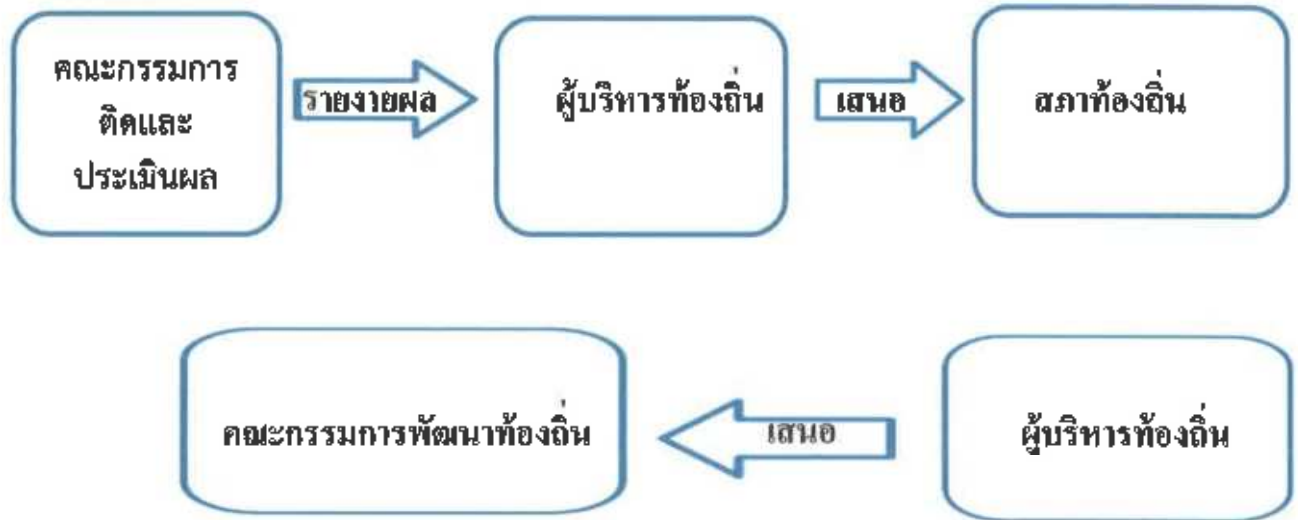 คณะกรรมการ
ติดและ
ประเมินผล
รายงายผล
ผู้บริหารท้องถิ่น
เสนอ
สภาท้องถิ่น
คณะกรรมการพัฒนาท้องถิ่น
เสนอ
ผู้บริหารท้องถิ่น